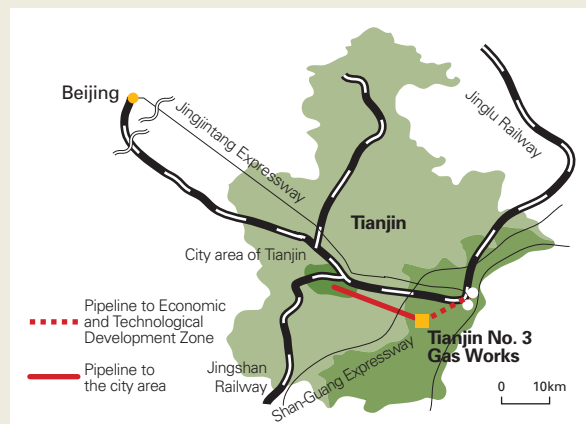 Beijing
Jingjintang Expressway
Jinglu Railway
Tianjin
City area of Tianjin
Pipeline to Economic
and Technological
Development Zone
Pipeline to
the city area
Jingshan
Railway
Shan-Guang Expressway
Tianjin No. 3
Gas Works
0 10km